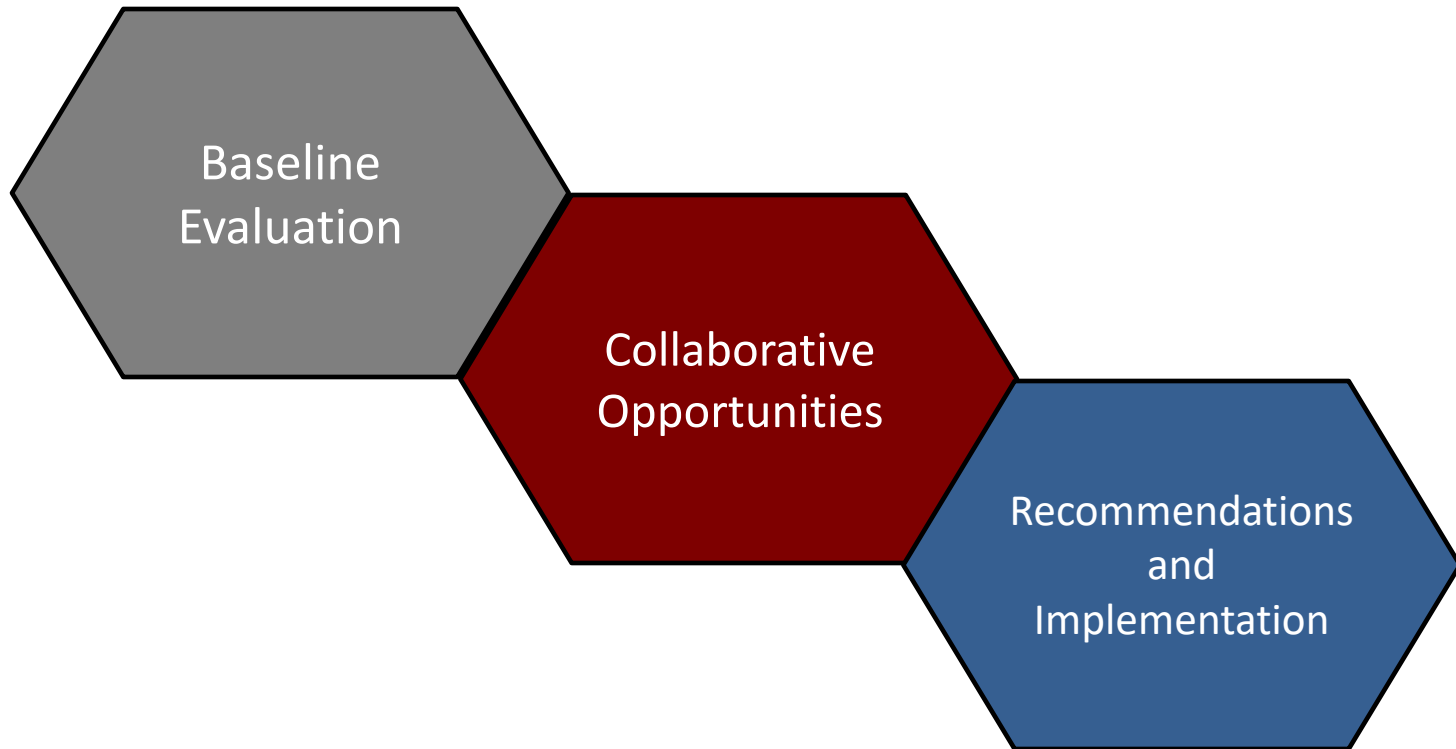 Baseline
Evaluation
Collaborative
Opportunities
Recommendations
and
Implementation